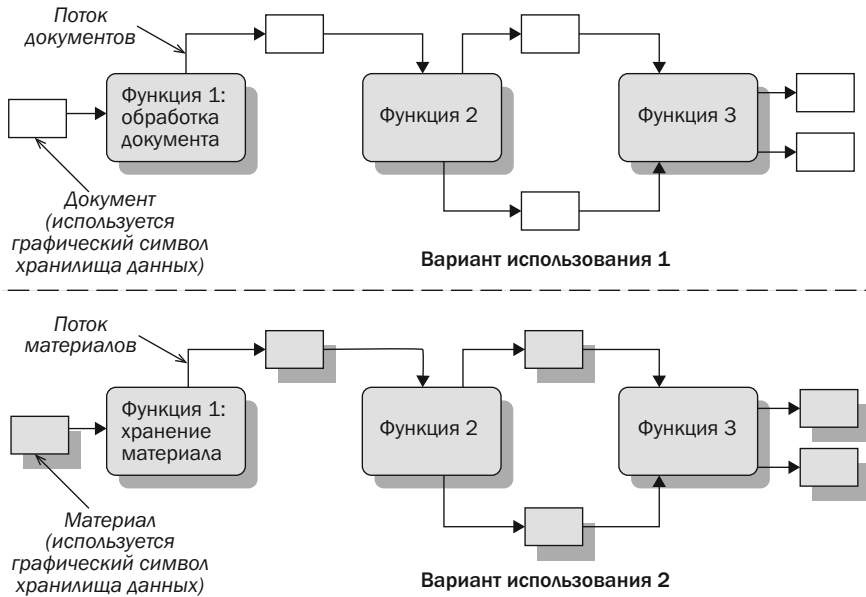 Поток
документов
Функция 1:
обработка
документа
Функция 2
Функция 3
Документ
(используется
графический символ
хранилища данных)
Вариант использования 1
Поток
материалов
Функция 1:
хранение
материала
Функция 2
Функция 3
Материал
(используется
графический символ
хранилища данных)
Вариант использования 2